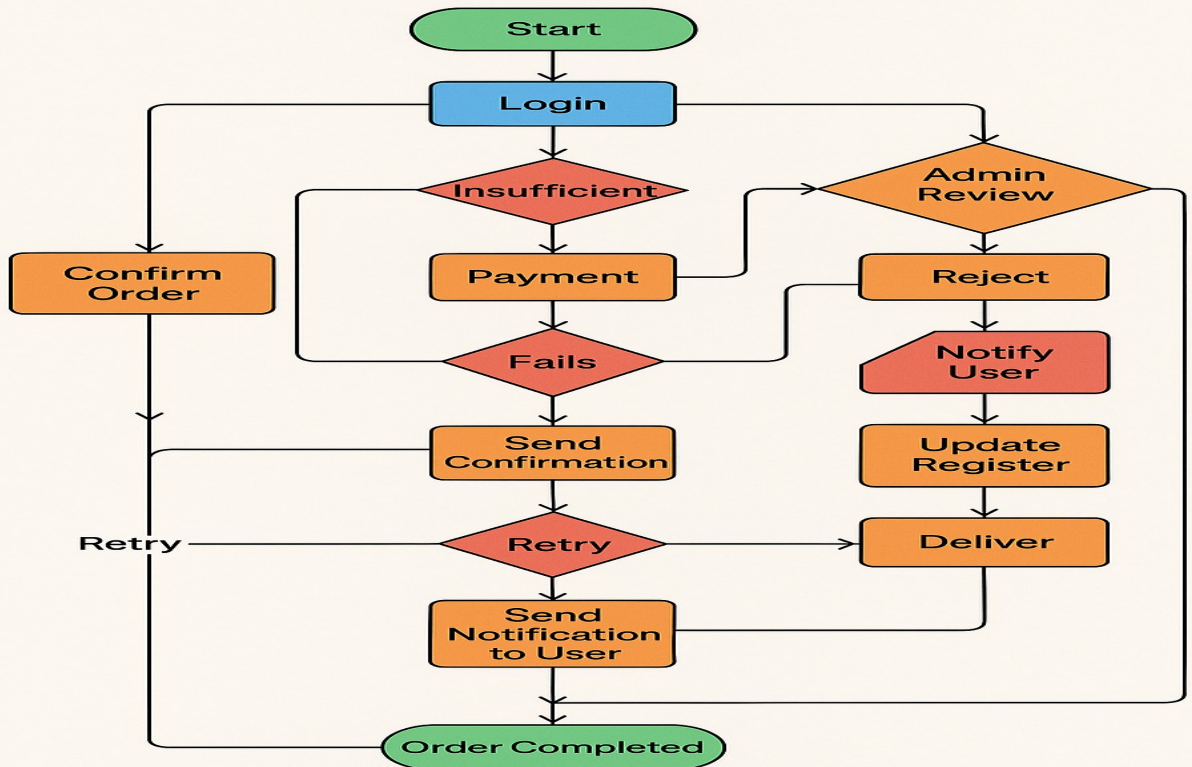 Start
Login
Insufficient
Admin
Review
Confirm
Order
Payment
Reject
Fails
Notify
User
Send
Confirmation
Update
Register
Retry
Retry
Deliver
Send
Notification
to User
Order Completed